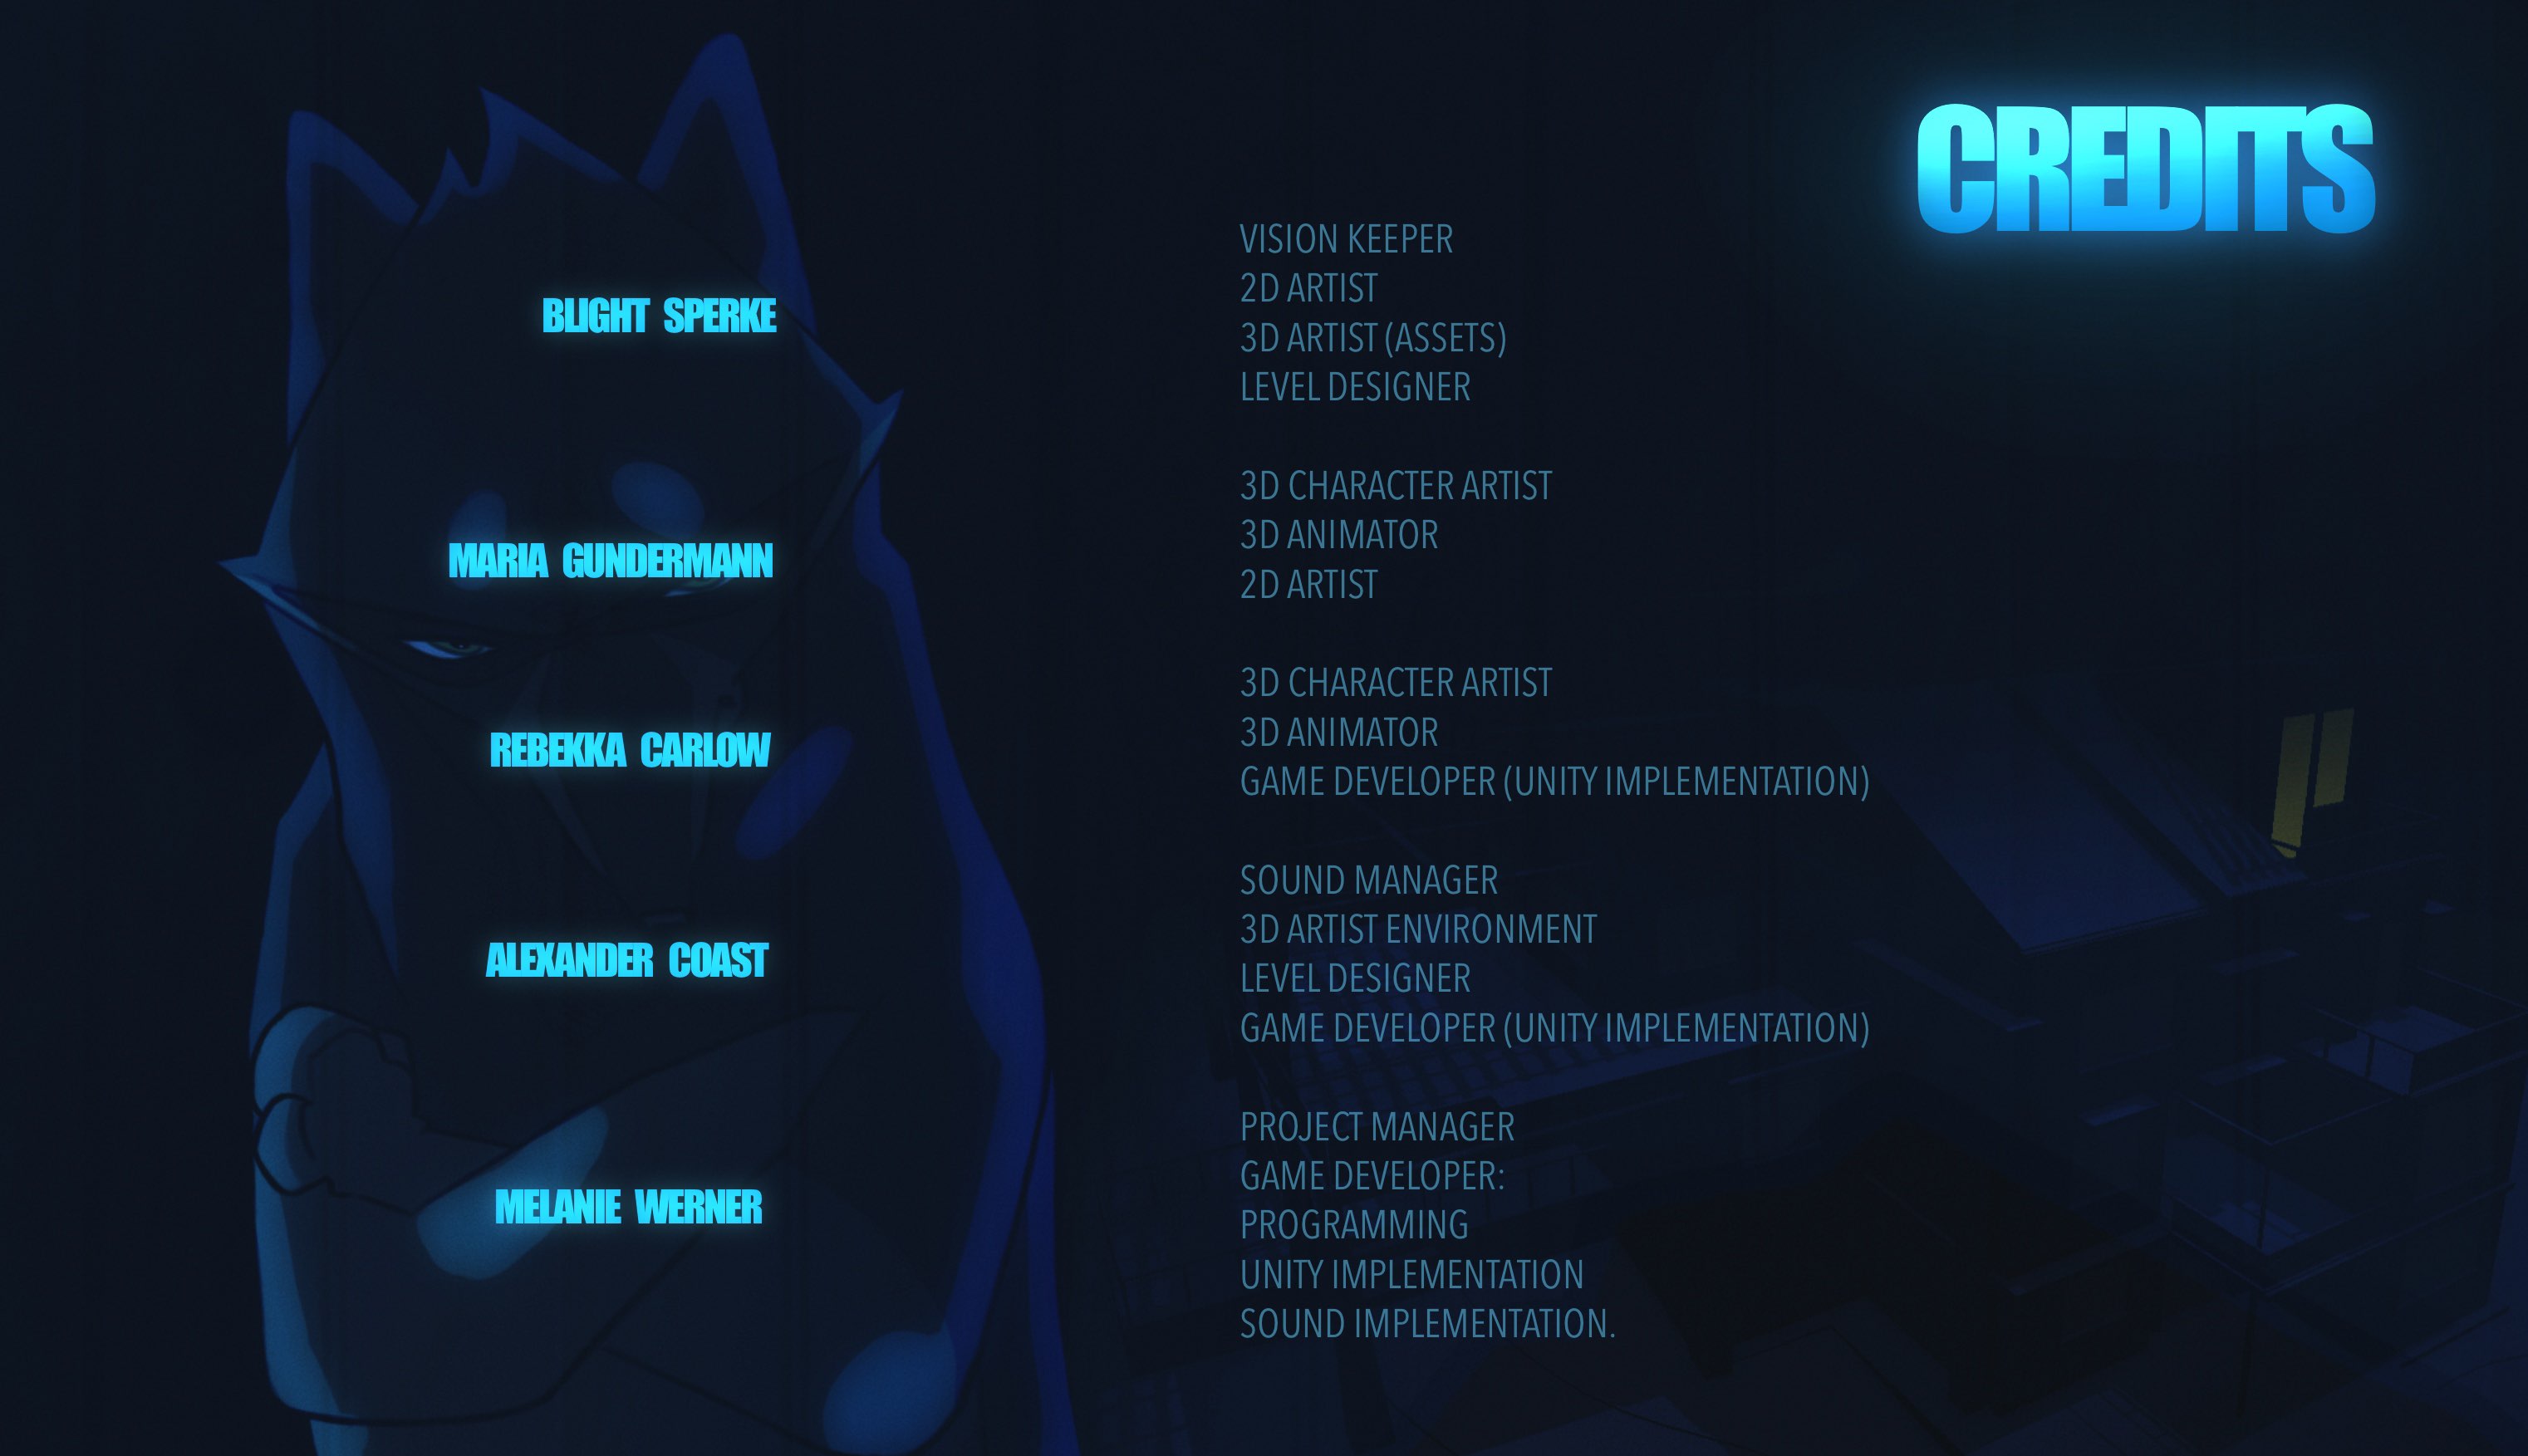 CREDITS
BLIGHT SPERKE
VISION KEEPER
2D ARTIST
3D ARTIST (ASSETS)
LEVEL DESIGNER
MARIA GUNDERMANN
3D CHARACTER ARTIST
3D ANIMATOR
2D ARTIST
REBEKKA CARLOW
3D CHARACTER ARTIST
3D ANIMATOR
GAME DEVELOPER (UNITY IMPLEMENTATION)
ALEXANDER COAST
SOUND MANAGER
3D ARTIST ENVIRONMENT
LEVEL DESIGNER
GAME DEVELOPER (UNITY IMPLEMENTATION)
MELANIE WERNER
PROJECT MANAGER
GAME DEVELOPER:
PROGRAMMING
UNITY IMPLEMENTATION
SOUND IMPLEMENTATION.